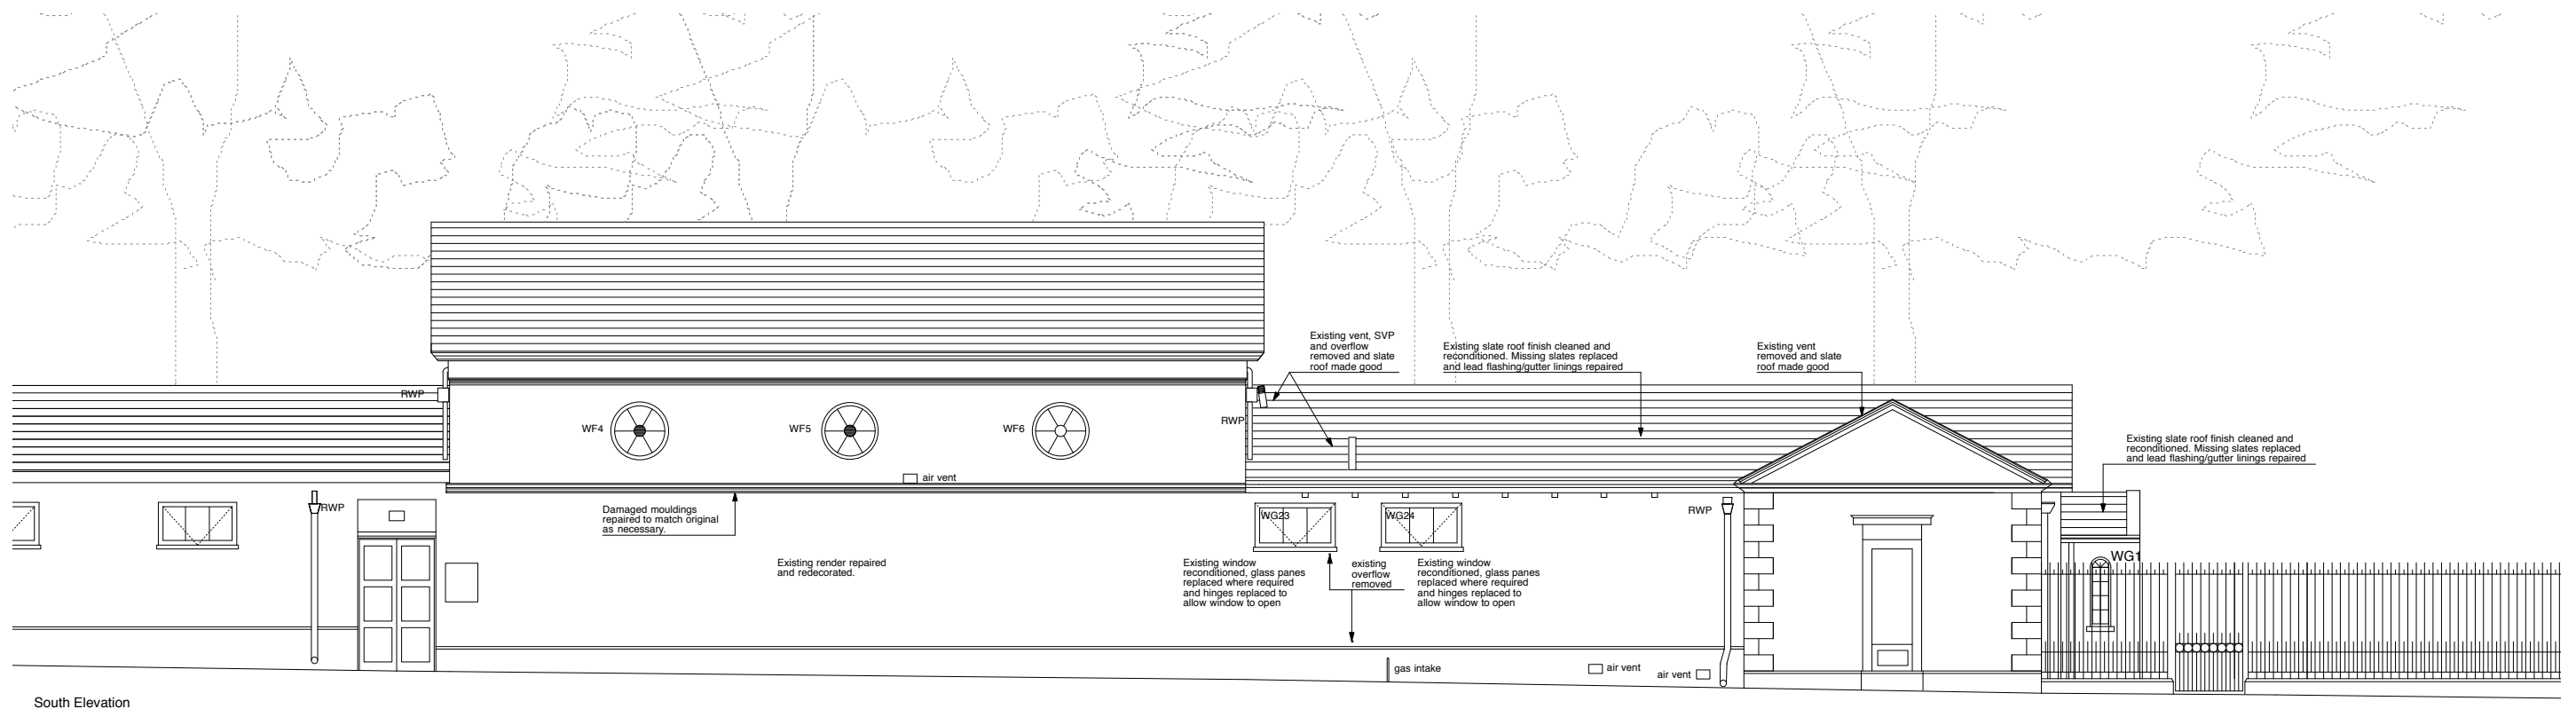 Existing vent, SVP
and overflow
removed and slate
roof made good
Existing slate roof finish cleaned and
reconditioned. Missing slates replaced
and lead flashing/gutter linings repaired
Existing vent
removed and slate
roof made good
RWP
WF4
WF5
WF6
RWP
Existing slate roof finish cleaned and
reconditioned. Missing slates replaced
and lead flashing/gutter linings repaired
air vent
RWP
Damaged mouldings
repaired to match original
as necessary.
WG23
WG24
RWP
WG1
Existing render repaired
and redecorated.
Existing window
reconditioned, glass panes
replaced where required
and hinges replaced to
allow window to open
existing
overflow
removed
Existing window
reconditioned, glass panes
replaced where required
and hinges replaced to
allow window to open
gas intake
air vent
air vent
South Elevation